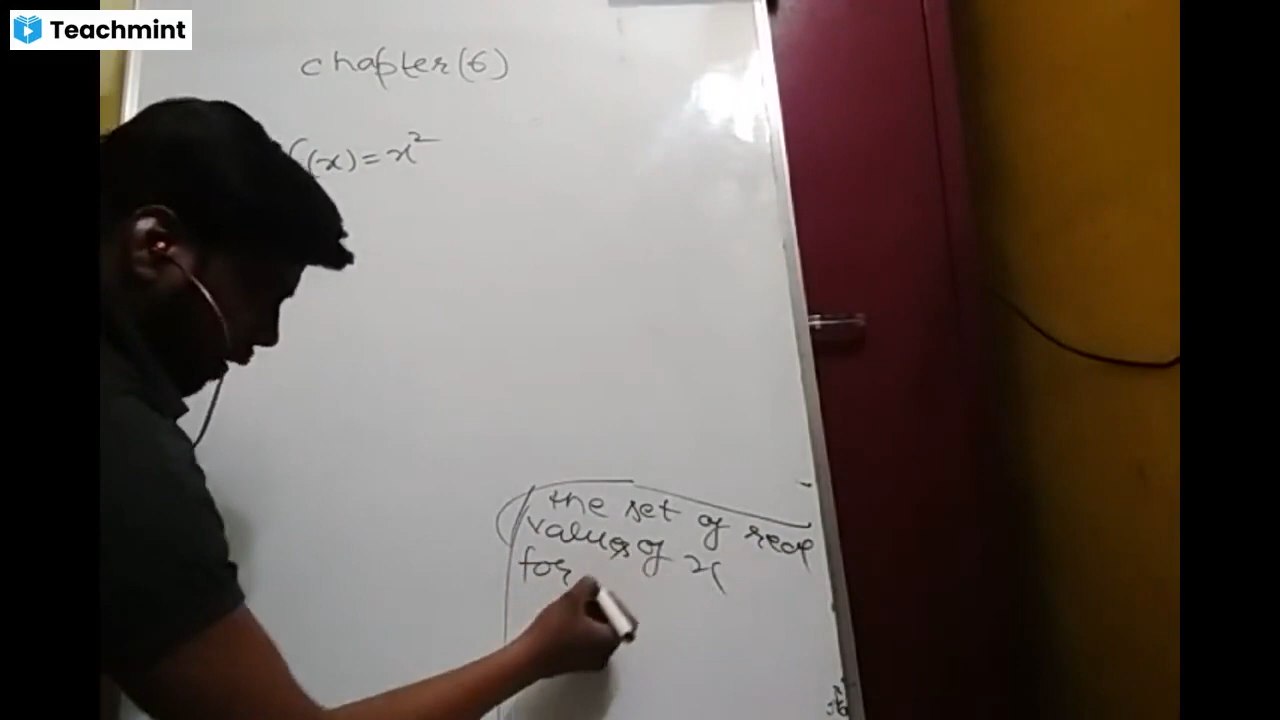 Teachmint
chapter(6)
f(x)=x²
the set of real
values of x
for